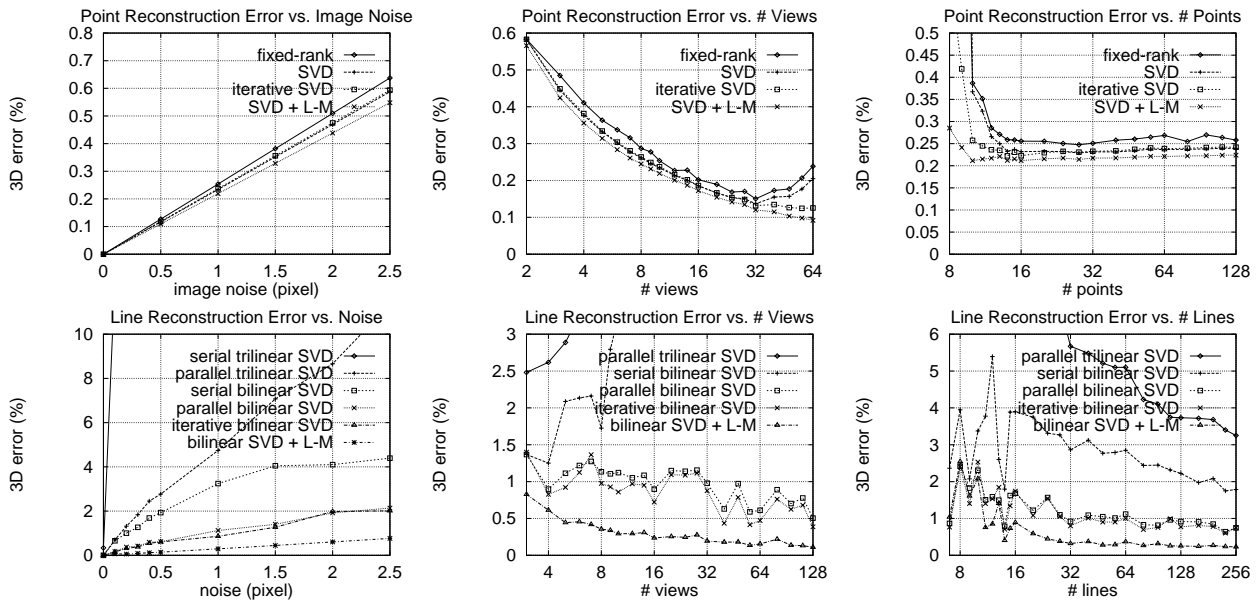 Point Reconstruction Error vs. Image Noise
0.8
0.7
0.6
0.5
0.4
0.3
0.2
0.1
0
3D error (%)
fixed-rank
SVD
iterative SVD
SVD + L-M
0 0.5 1 1.5 2 2.5
image noise (pixel)
Point Reconstruction Error vs. # Views
0.6
0.5
0.4
0.3
0.2
0.1
0
3D error (%)
fixed-rank
SVD
iterative SVD
SVD + L-M
2 4 8 16 32 64
# views
Point Reconstruction Error vs. # Points
0.5
0.45
0.4
0.35
0.3
0.25
0.2
0.15
0.1
0.05
0
3D error (%)
fixed-rank
SVD
iterative SVD
SVD + L-M
8 16 32 64 128
# points
Line Reconstruction Error vs. Noise
10
8
6
4
2
0
3D error (%)
serial trilinear SVD
parallel trilinear SVD
serial bilinear SVD
parallel bilinear SVD
iterative bilinear SVD
bilinear SVD + L-M
0 0.5 1 1.5 2 2.5
noise (pixel)
Line Reconstruction Error vs. # Views
3
2.5
2
1.5
1
0.5
0
3D error (%)
parallel trilinear SVD
serial bilinear SVD
parallel bilinear SVD
iterative bilinear SVD
bilinear SVD + L-M
4 8 16 32 64 128
# views
Line Reconstruction Error vs. # Lines
6
5
4
3
2
1
0
3D error (%)
parallel trilinear SVD
serial bilinear SVD
parallel bilinear SVD
iterative bilinear SVD
bilinear SVD + L-M
8 16 32 64 128 256
# lines